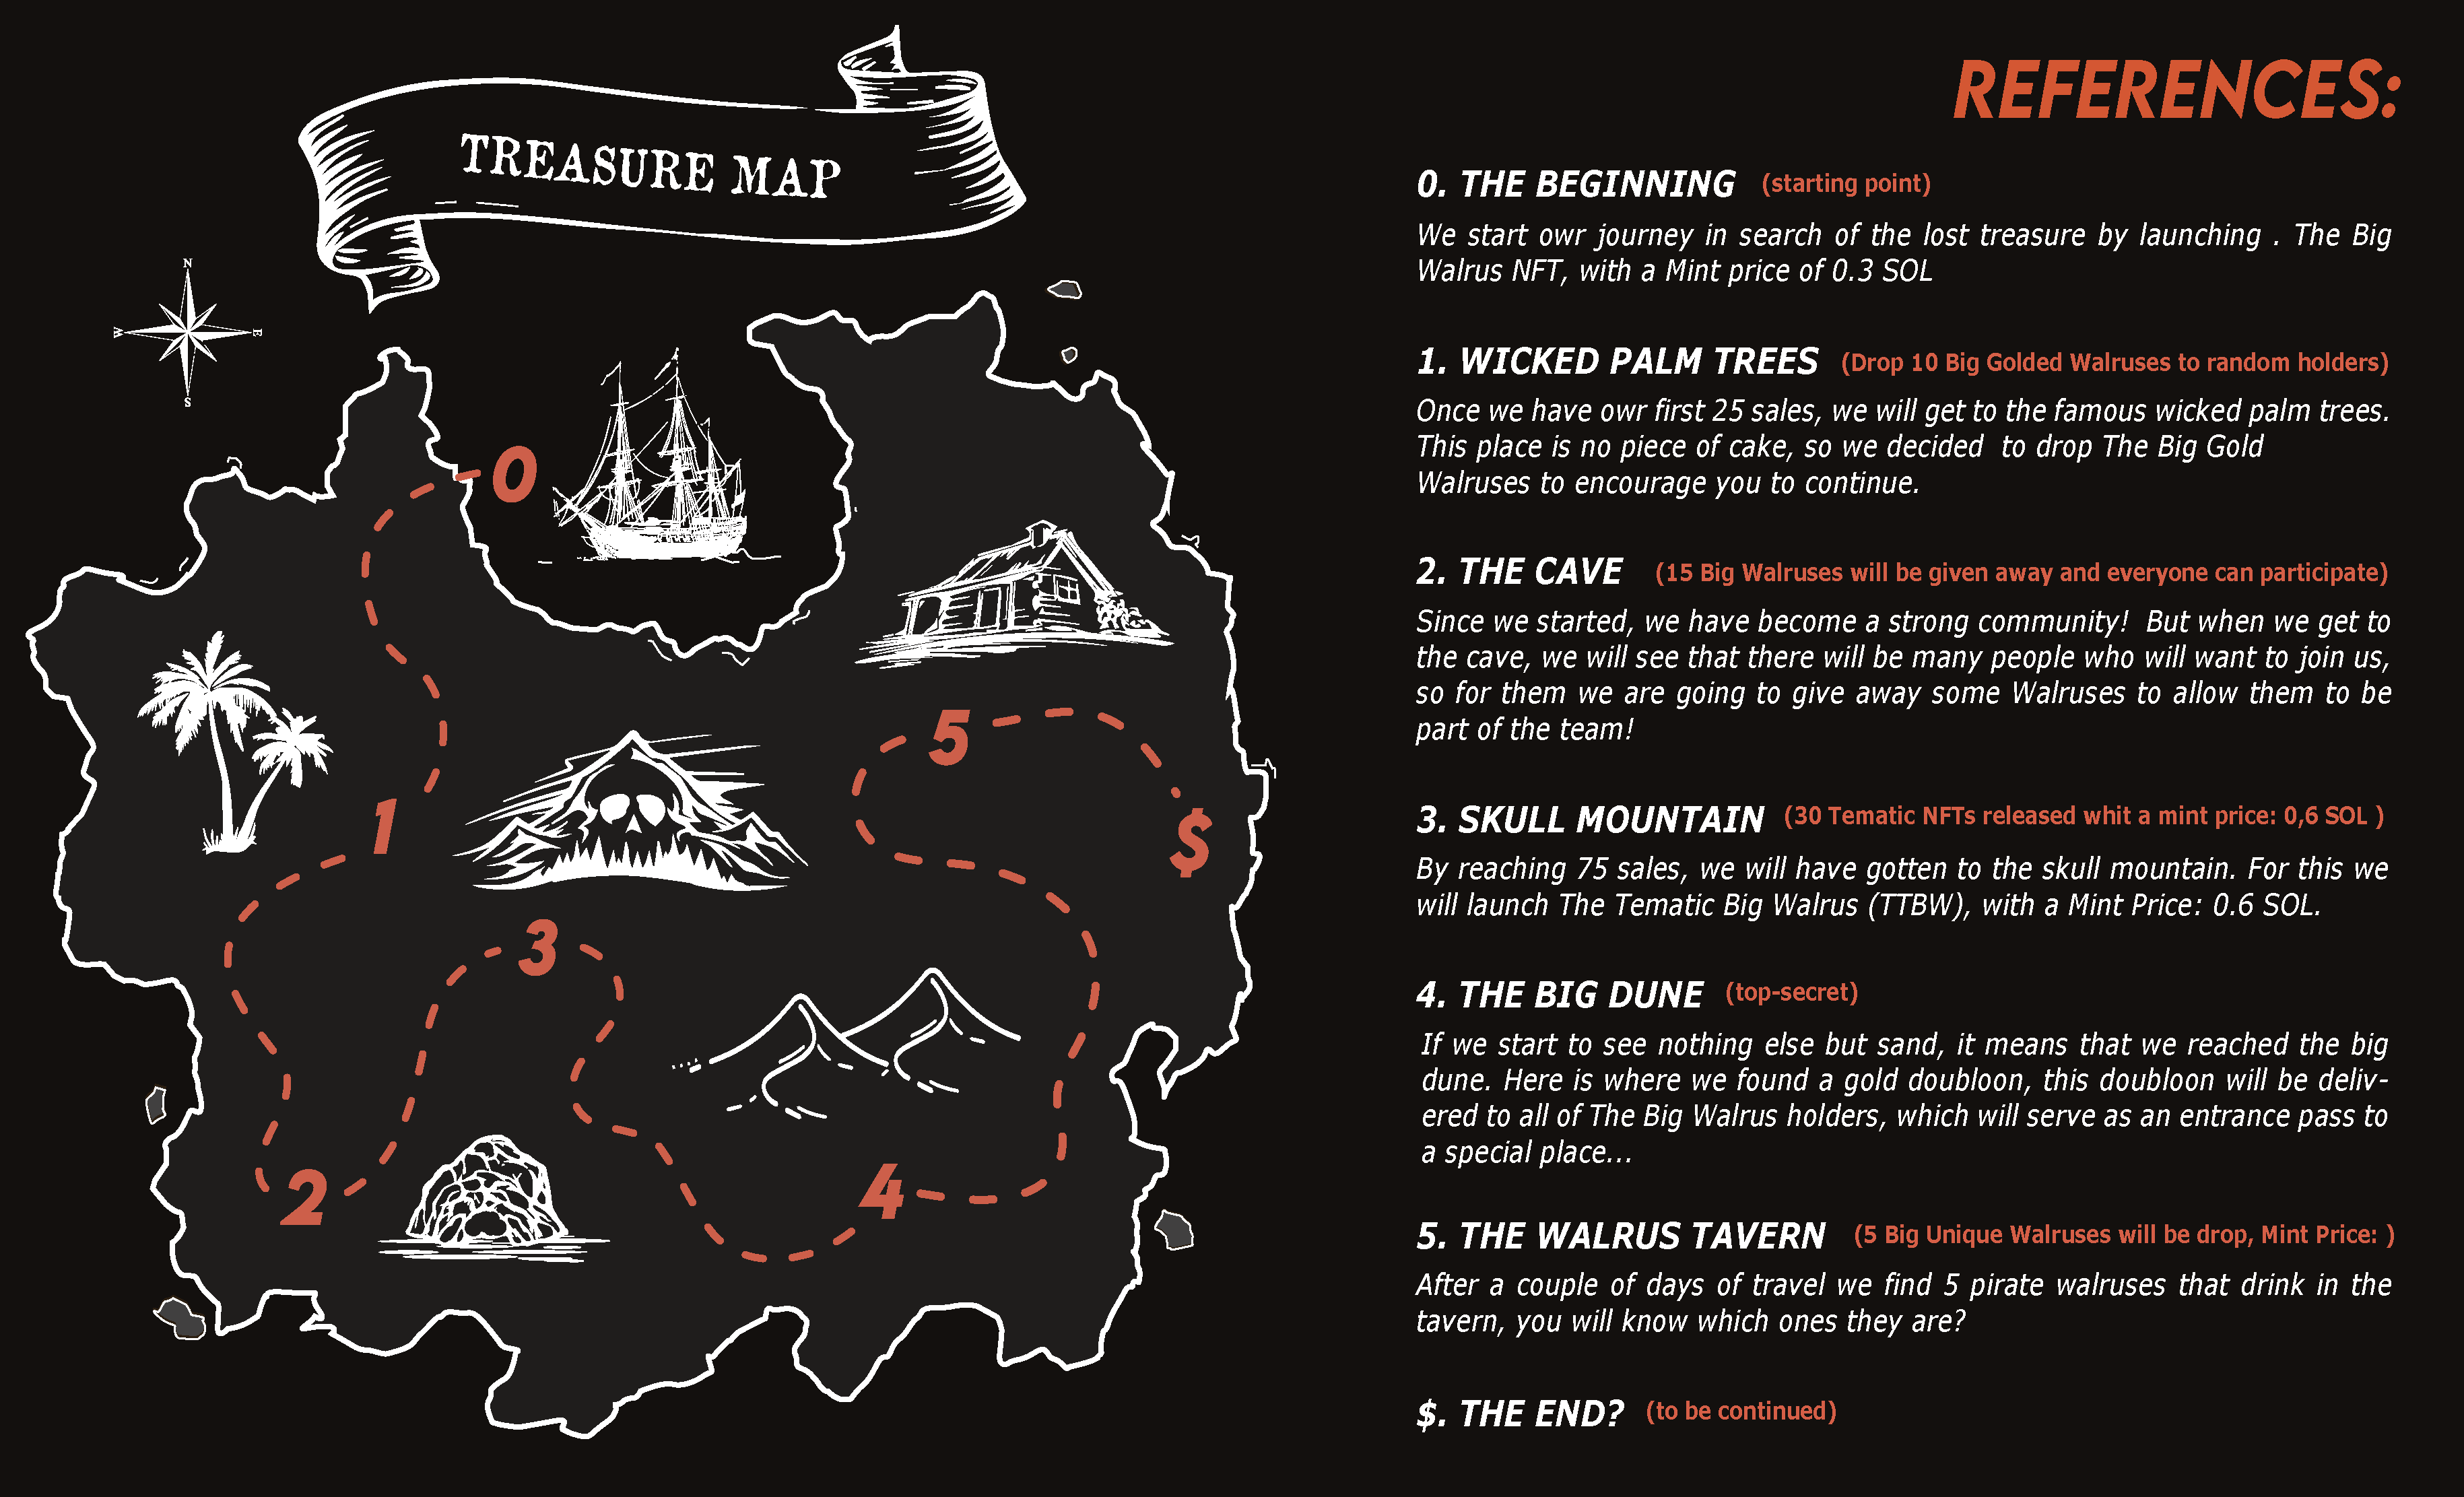 TREASURE MAP
N
W
E
S
0
1
2
3
4
5
$
REFERENCES:
0. THE BEGINNING (starting point)
We start owr journey in search of the lost treasure by launching . The Big
Walrus NFT, with a Mint price of 0.3 SOL
1. WICKED PALM TREES (Drop 10 Big Golded Walruses to random holders)
Once we have owr first 25 sales, we will get to the famous wicked palm trees.
This place is no piece of cake, so we decided to drop The Big Gold
Walruses to encourage you to continue.
2. THE CAVE (15 Big Walruses will be given away and everyone can participate)
Since we started, we have become a strong community! But when we get to
the cave, we will see that there will be many people who will want to join us,
so for them we are going to give away some Walruses to allow them to be
part of the team!
3. SKULL MOUNTAIN (30 Tematic NFTs released whit a mint price: 0,6 SOL )
By reaching 75 sales, we will have gotten to the skull mountain. For this we
will launch The Tematic Big Walrus (TTBW), with a Mint Price: 0.6 SOL.
4. THE BIG DUNE (top-secret)
If we start to see nothing else but sand, it means that we reached the big
dune. Here is where we found a gold doubloon, this doubloon will be deliv-
ered to all of The Big Walrus holders, which will serve as an entrance pass to
a special place...
5. THE WALRUS TAVERN (5 Big Unique Walruses will be drop, Mint Price: )
After a couple of days of travel we find 5 pirate walruses that drink in the
tavern, you will know which ones they are?
$. THE END? (to be continued)